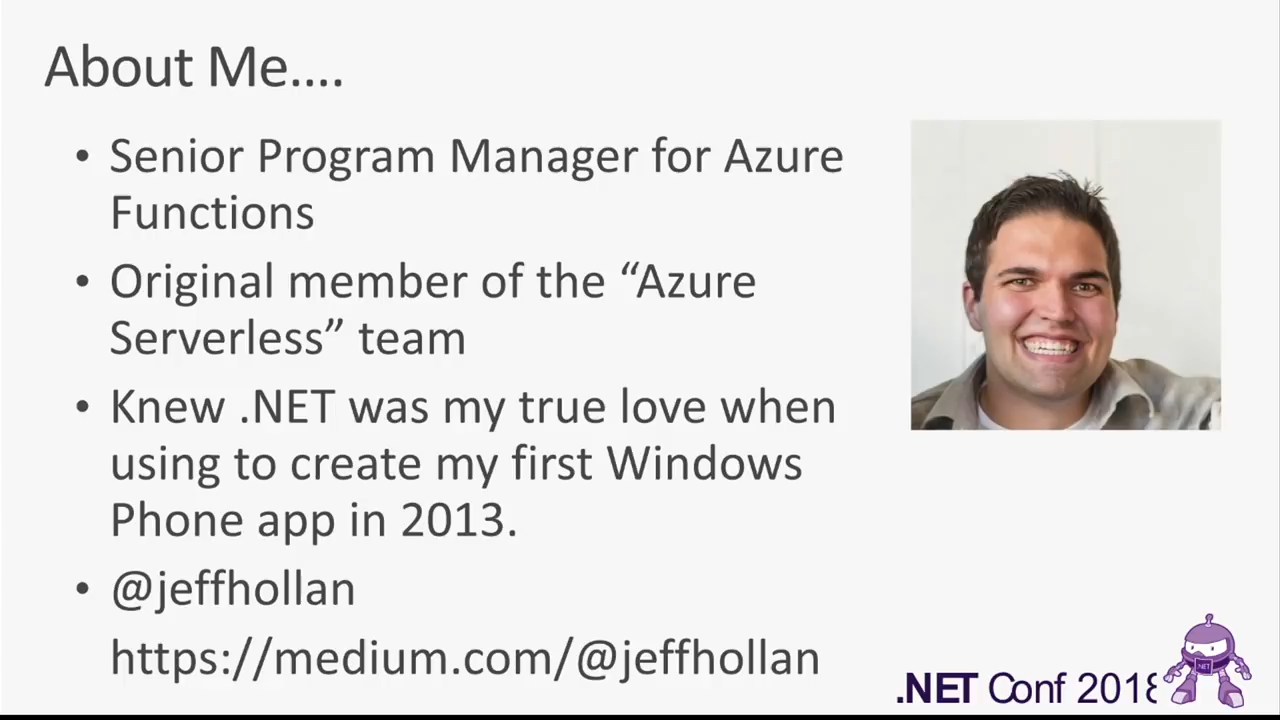 About Me....
• Senior Program Manager for Azure
Functions
• Original member of the “Azure
Serverless” team
• Knew .NET was my true love when
using to create my first Windows
Phone app in 2013.
• @jeffhollan
https://medium.com/@jeffhollan
.NET Conf 2018
.NET